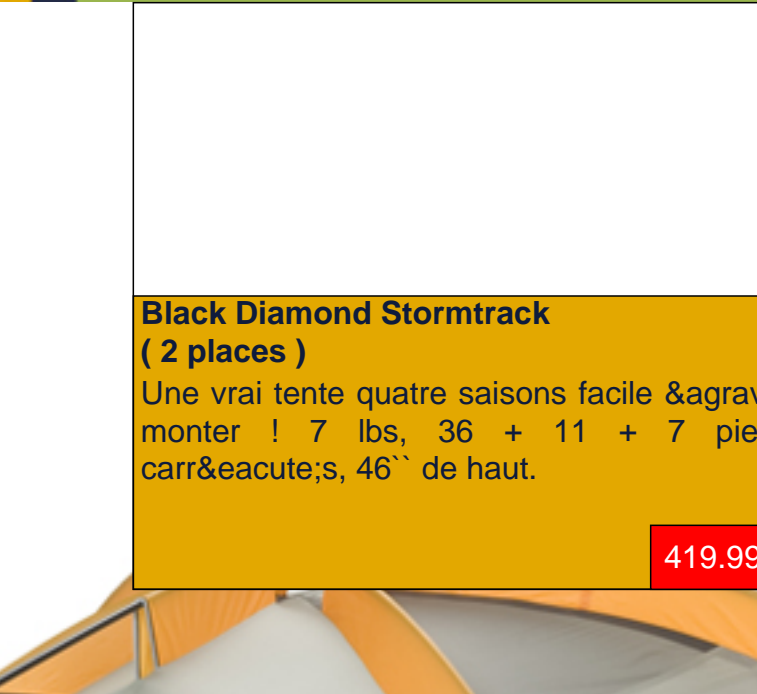 Black Diamond Stormtrack
( 2 places )
Une vrai tente quatre saisons facile &agrav
monter ! 7 lbs, 36 + 11 + 7 pie
carr&eacute;s, 46`` de haut.
419.99